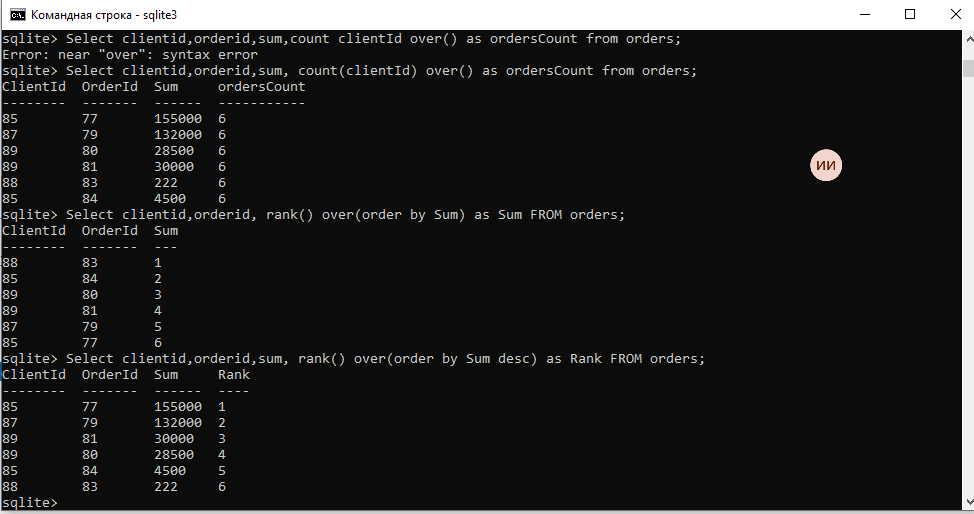 Командная строка - sqlite3
sqlite> Select clientid,orderid,sum,count clientId over() as ordersCount from orders;
Error: near "over": syntax error
sqlite> Select clientid,orderid,sum, count(clientId) over() as ordersCount from orders;
ClientId  OrderId  Sum     ordersCount
--------  -------  ------  -----------
85        77       155000  6
87        79       132000  6
89        80       28500   6
89        81       30000   6
88        83       222     6
85        84       4500    6
sqlite> Select clientid,orderid, rank() over(order by Sum) as Sum FROM orders;
ClientId  OrderId  Sum
--------  -------  ---
88        83       1
85        84       2
89        80       3
89        81       4
87        79       5
85        77       6
sqlite> Select clientid,orderid,sum, rank() over(order by Sum desc) as Rank FROM orders;
ClientId  OrderId  Sum     Rank
--------  -------  ------  ----
85        77       155000  1
87        79       132000  2
89        81       30000   3
89        80       28500   4
85        84       4500    5
88        83       222     6
sqlite>
ИИ